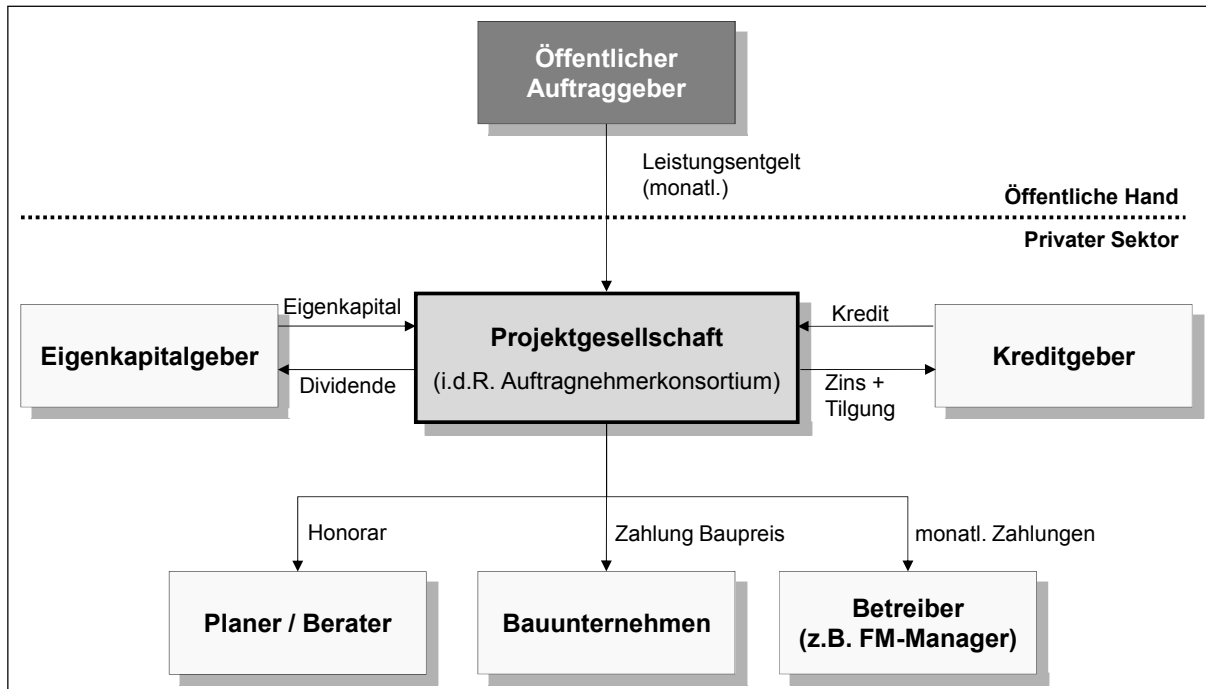 Öffentlicher
Auftraggeber
Leistungsentgelt
(monatl.)
Öffentliche Hand
Privater Sektor
Eigenkapitalgeber
Eigenkapital
Dividende
Projektgesellschaft
(i.d.R. Auftragnehmerkonsortium)
Kredit
Zins +
Tilgung
Kreditgeber
Honorar
Zahlung Baupreis
monatl. Zahlungen
Planer / Berater
Bauunternehmen
Betreiber
(z.B. FM-Manager)